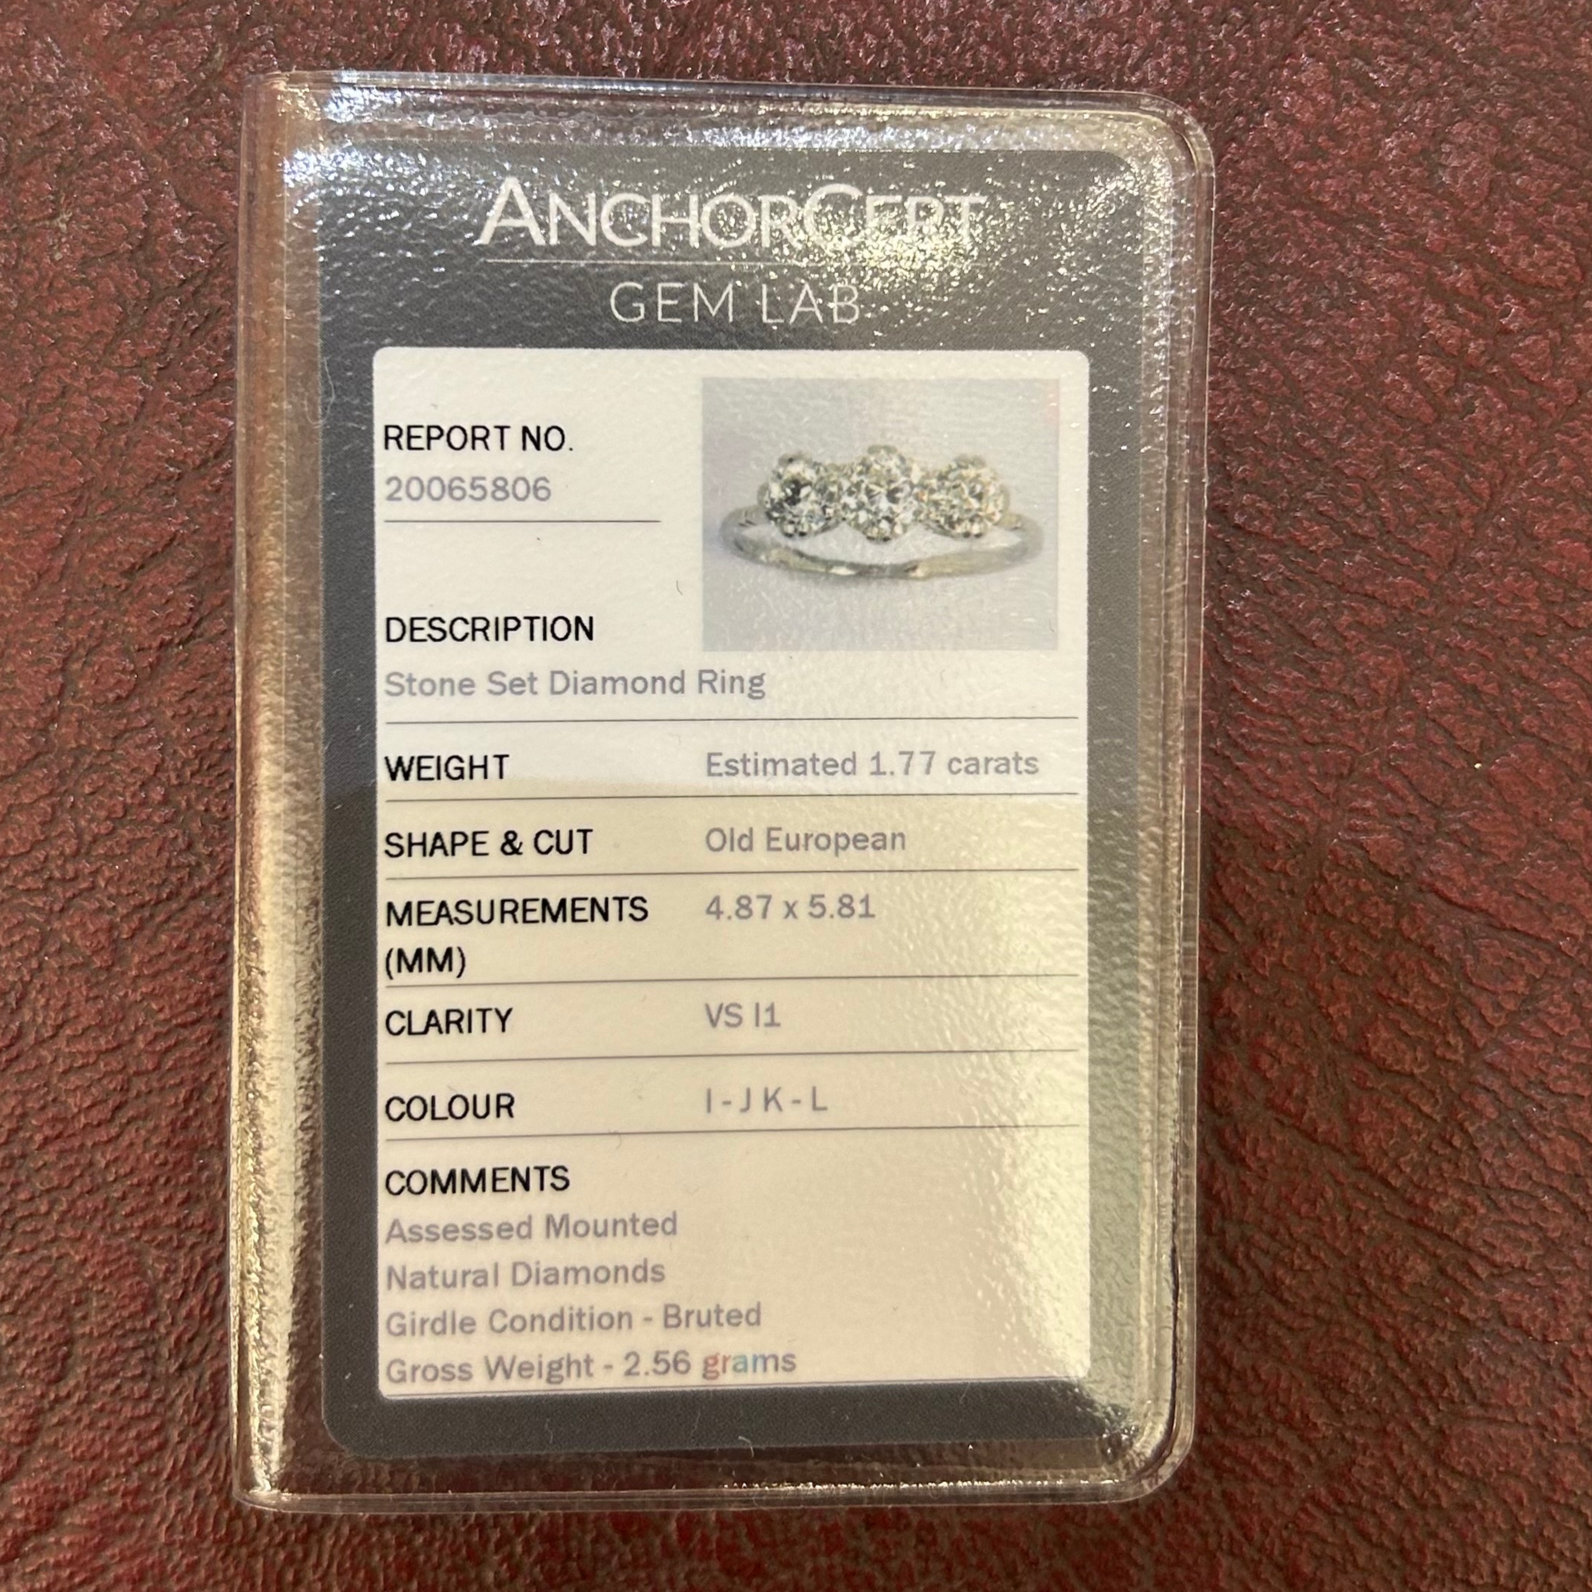 ANCHORCERT
GEM LAB
REPORT NO.
20065806
DESCRIPTION
Stone Set Diamond Ring
WEIGHT Estimated 1.77 carats
SHAPE & CUT Old European
MEASUREMENTS 4.87 x 5.81
(MM)
CLARITY VS I1
COLOUR I - J K - L
COMMENTS
Assessed Mounted
Natural Diamonds
Girdle Condition - Bruted
Gross Weight - 2.56 grams